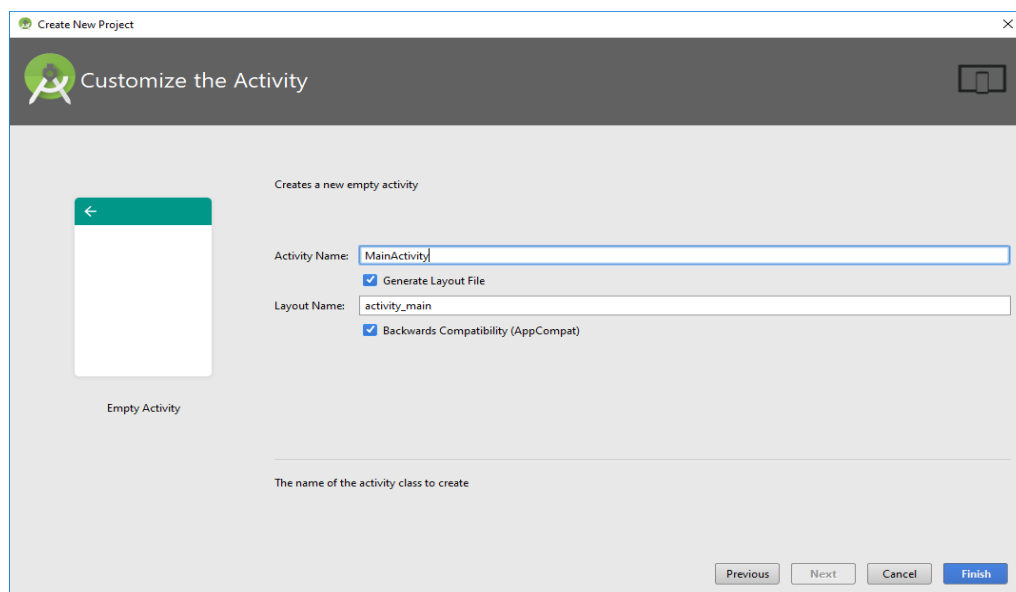 Create New Project
Customize the Activity
Creates a new empty activity
Activity Name: MainActivity
Generate Layout File
Layout Name: activity_main
Backwards Compatibility (AppCompat)
Empty Activity
The name of the activity class to create
Previous Next Cancel Finish